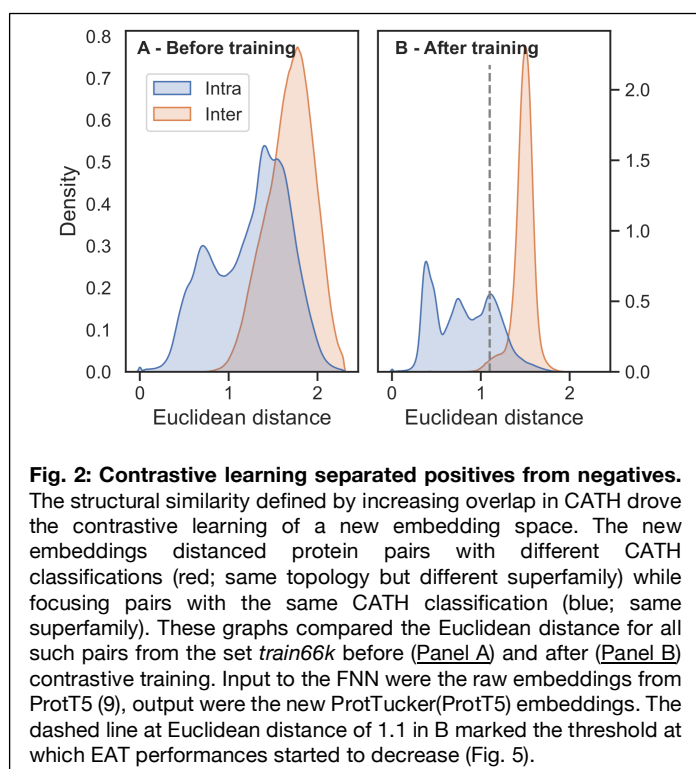 A - Before training
B - After training
Intra
Inter
Density
0.8
0.7
0.6
0.5
0.4
0.3
0.2
0.1
0.0
0 1 2
Euclidean distance
2.0
1.5
1.0
0.5
0.0
0 1 2
Euclidean distance
Fig. 2: Contrastive learning separated positives from negatives.
The structural similarity defined by increasing overlap in CATH drove
the contrastive learning of a new embedding space. The new
embeddings distanced protein pairs with different CATH
classifications (red; same topology but different superfamily) while
focusing pairs with the same CATH classification (blue; same
superfamily). These graphs compared the Euclidean distance for all
such pairs from the set train66k before (Panel A) and after (Panel B)
contrastive training. Input to the FNN were the raw embeddings from
ProtT5 (9), output were the new ProtTucker(ProtT5) embeddings. The
dashed line at Euclidean distance of 1.1 in B marked the threshold at
which EAT performances started to decrease (Fig. 5).